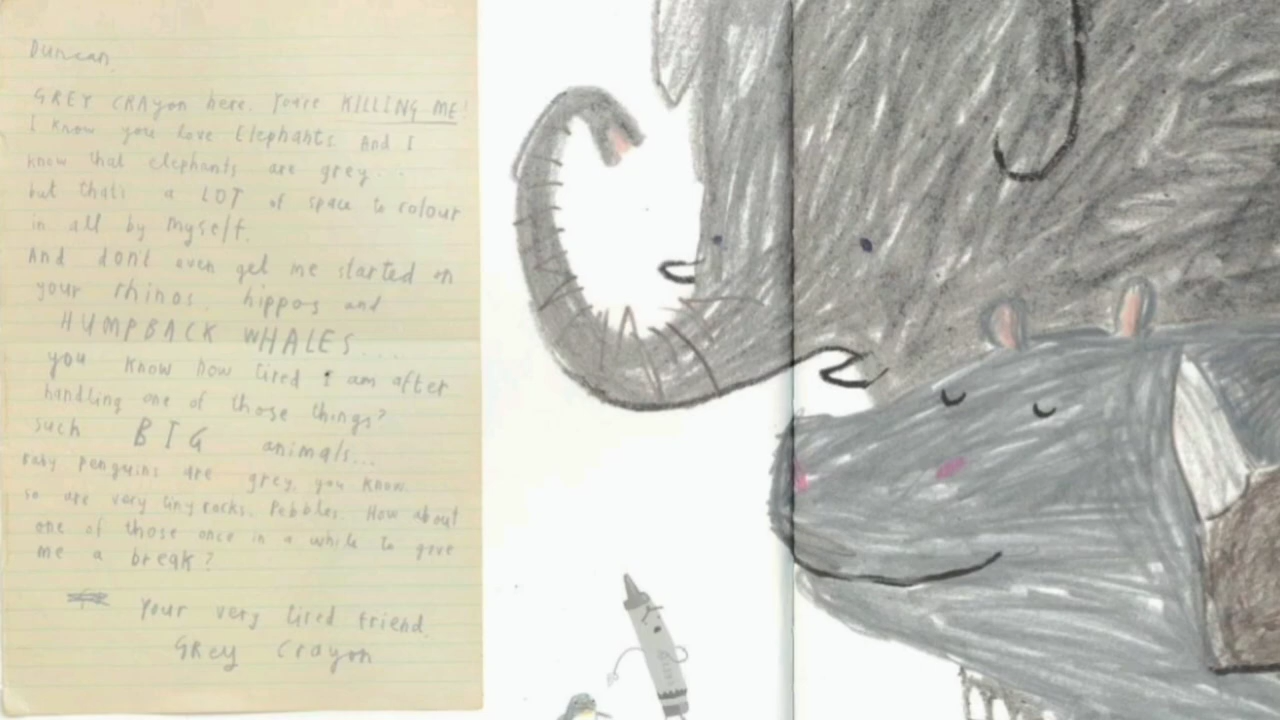 Duncan,
GREY CRAYon here. You're KILLING ME!
I know you love Elephants. And I
know that elephants are grey...
but that's a LOT of space to colour
in all by myself.
And don't even get me started on
your rhinos, hippos and
HUMPBACK WHALES...
you know how tired I am after
handling one of those things?
such BIG animals...
Baby penguins are grey, you know.
so are very tiny rocks. Pebbles. How about
one of those once in a while to give
me a break?
Your very tired friend,
GREY Crayon